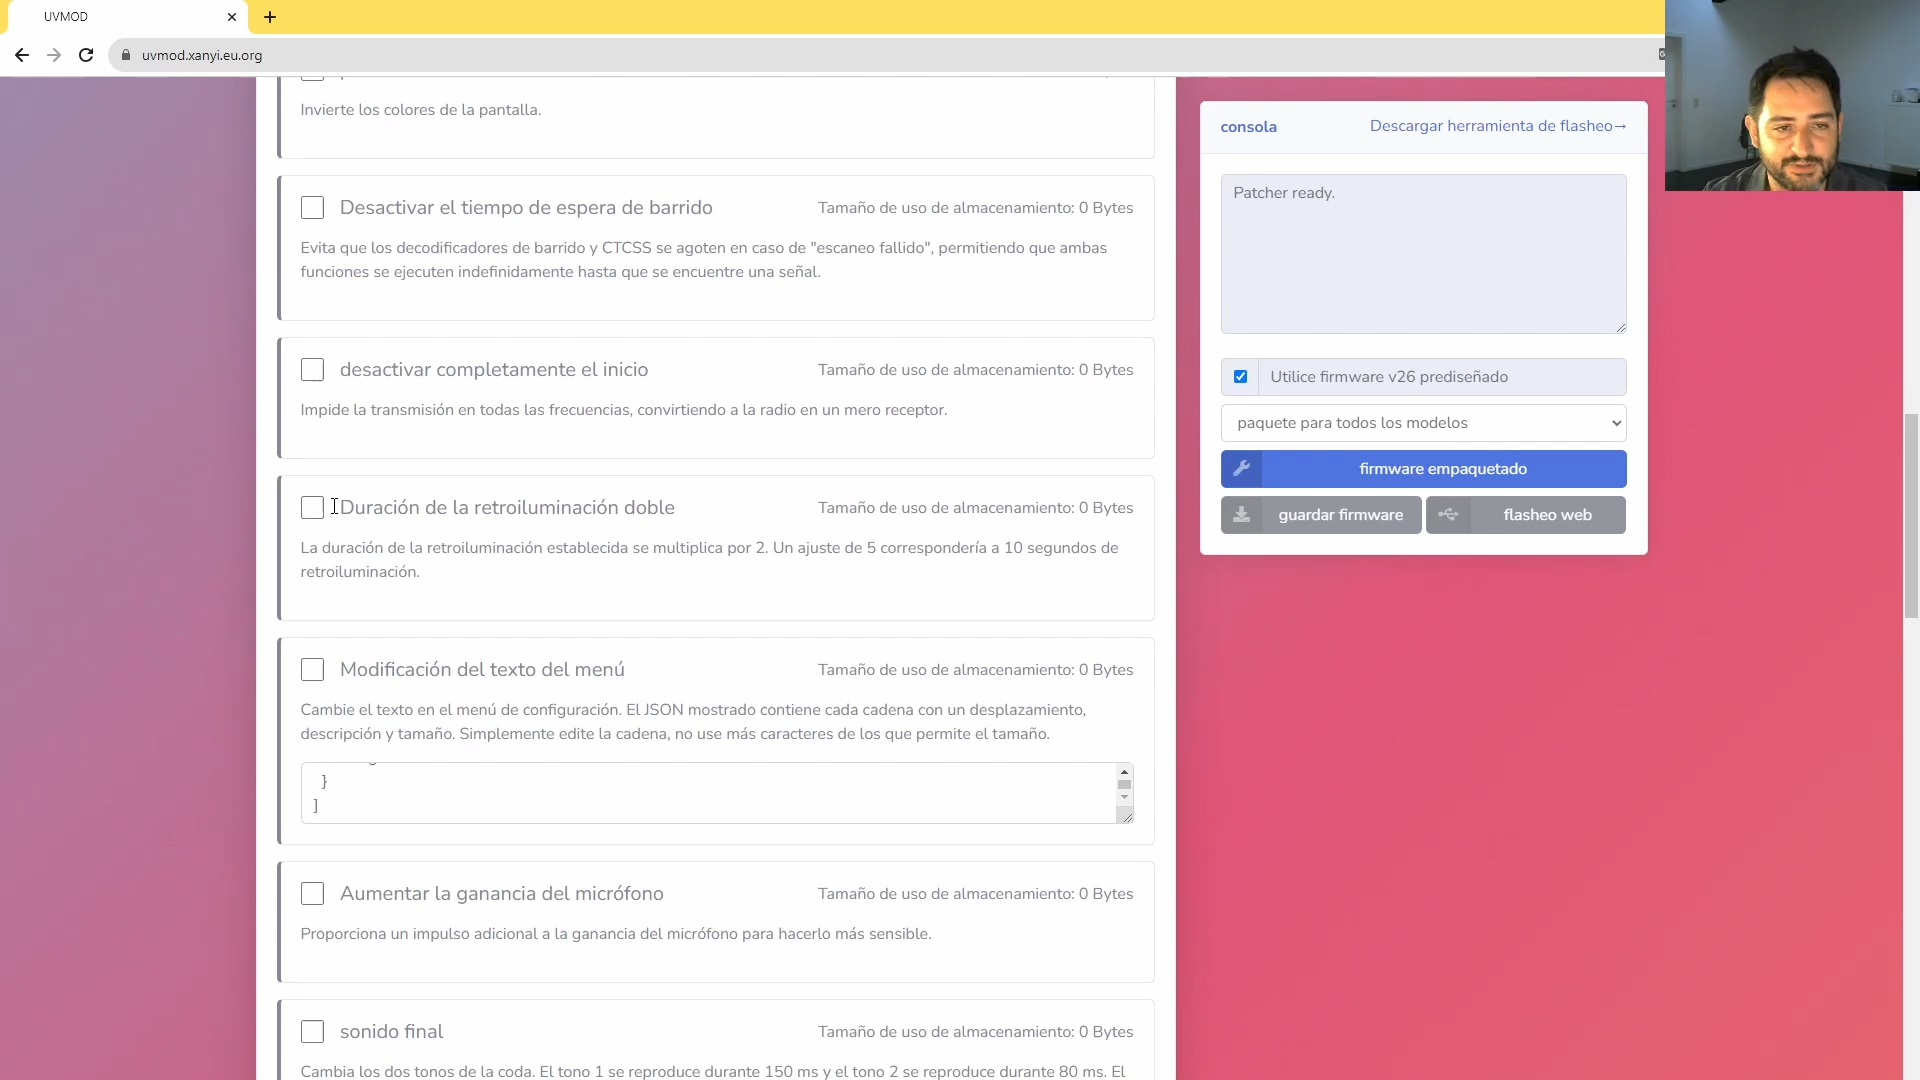 UVMOD
uvmod.xanyi.eu.org
Invierte los colores de la pantalla.
Desactivar el tiempo de espera de barrido
Tamaño de uso de almacenamiento: 0 Bytes
Evita que los decodificadores de barrido y CTCSS se agoten en caso de "escaneo fallido", permitiendo que ambas
funciones se ejecuten indefinidamente hasta que se encuentre una señal.
desactivar completamente el inicio
Tamaño de uso de almacenamiento: 0 Bytes
Impide la transmisión en todas las frecuencias, convirtiendo a la radio en un mero receptor.
Duración de la retroiluminación doble
Tamaño de uso de almacenamiento: 0 Bytes
La duración de la retroiluminación establecida se multiplica por 2. Un ajuste de 5 correspondería a 10 segundos de
retroiluminación.
Modificación del texto del menú
Tamaño de uso de almacenamiento: 0 Bytes
Cambie el texto en el menú de configuración. El JSON mostrado contiene cada cadena con un desplazamiento,
descripción y tamaño. Simplemente edite la cadena, no use más caracteres de los que permite el tamaño.
}
]
Aumentar la ganancia del micrófono
Tamaño de uso de almacenamiento: 0 Bytes
Proporciona un impulso adicional a la ganancia del micrófono para hacerlo más sensible.
sonido final
Tamaño de uso de almacenamiento: 0 Bytes
Cambia los dos tonos de la coda. El tono 1 se reproduce durante 150 ms y el tono 2 se reproduce durante 80 ms. El
consola
Descargar herramienta de flasheo→
Patcher ready.
Utilice firmware v26 prediseñado
paquete para todos los modelos
firmware empaquetado
guardar firmware
flasheo web